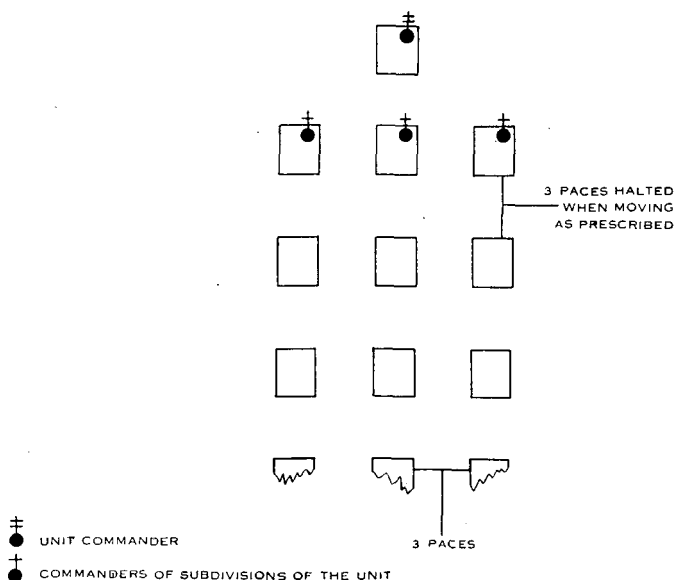 3 PACES HALTED
WHEN MOVING
AS PRESCRIBED
3 PACES
UNIT COMMANDER
COMMANDERS OF SUBDIVISIONS OF THE UNIT